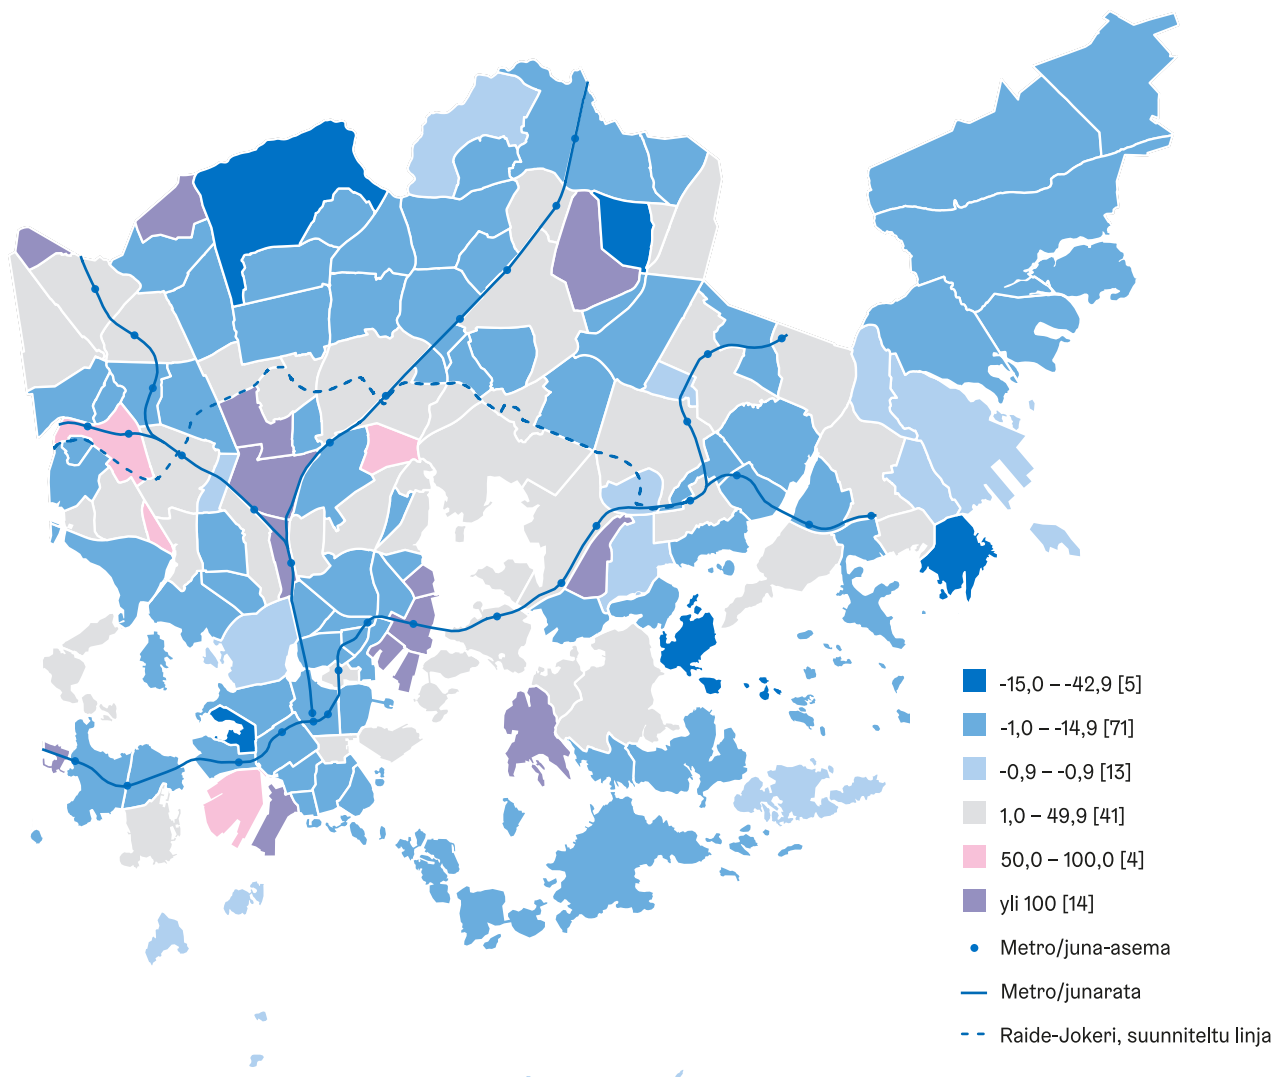 -15,0 – -42,9 [5]
-1,0 – -14,9 [71]
-0,9 – -0,9 [13]
1,0 – 49,9 [41]
50,0 – 100,0 [4]
yli 100 [14]
Metro/juna-asema
Metro/junarata
Raide-Jokeri, suunniteltu linja